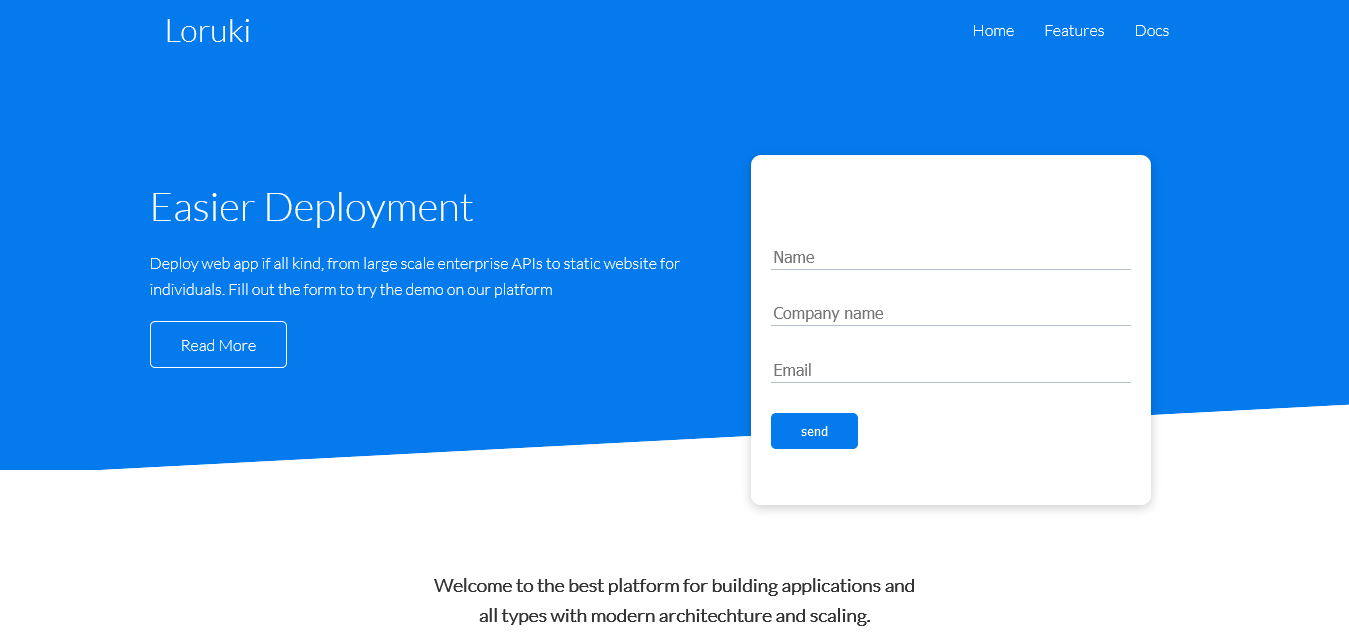 Loruki
Home Features Docs
Easier Deployment
Deploy web app if all kind, from large scale enterprise APIs to static website for
individuals. Fill out the form to try the demo on our platform
Read More
Name
Company name
Email
send
Welcome to the best platform for building applications and
all types with modern architechture and scaling.